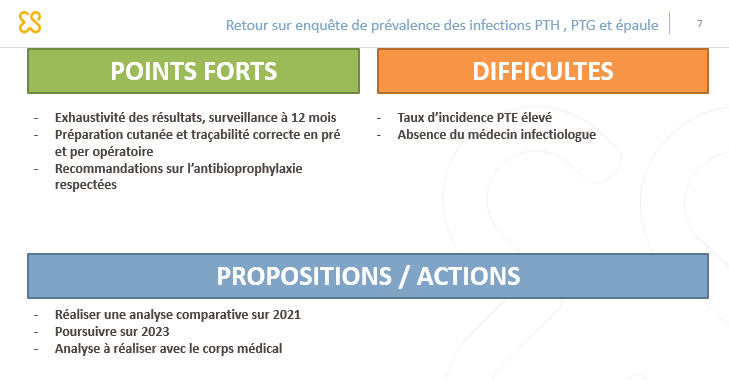 Retour sur enquête de prévalence des infections PTH , PTG et épaule
7
POINTS FORTS
- Exhaustivité des résultats, surveillance à 12 mois
- Préparation cutanée et traçabilité correcte en pré
et per opératoire
- Recommandations sur l'antibioprophylaxie
respectées
DIFFICULTES
- Taux d'incidence PTE élevé
- Absence du médecin infectiologue
PROPOSITIONS / ACTIONS
- Réaliser une analyse comparative sur 2021
- Poursuivre sur 2023
- Analyse à réaliser avec le corps médical